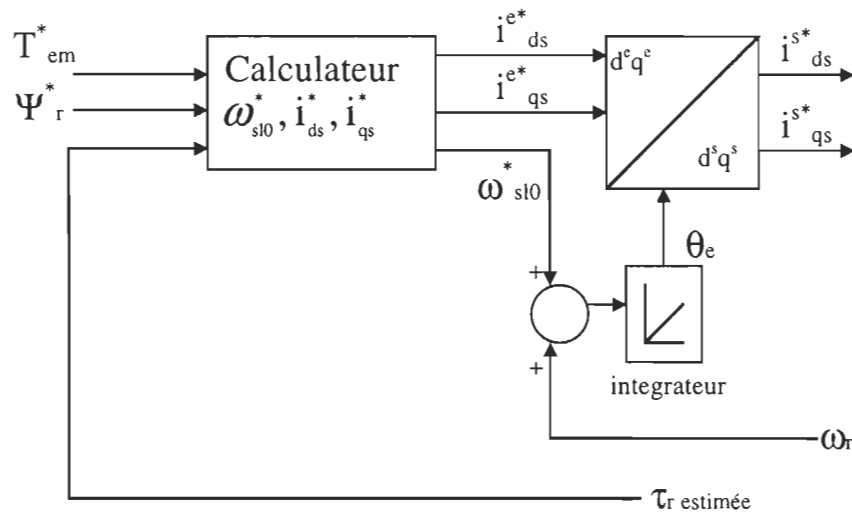 T*em
Ψ*r
Calculateur
ω*sl0, i*ds, i*qs
ie*ds
ie*qs
ω*sl0
deqe
dsqs
is*ds
is*qs
θe
+
+
integrateur
ωr
τr estimée